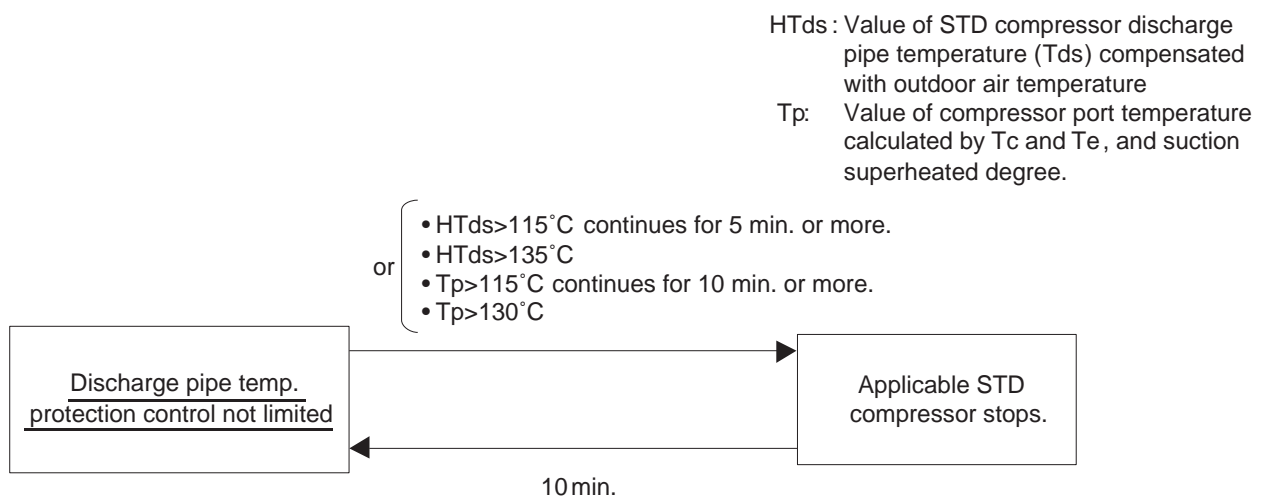 HTds : Value of STD compressor discharge
pipe temperature (Tds) compensated
with outdoor air temperature
Tp: Value of compressor port temperature
calculated by Tc and Te, and suction
superheated degree.
or
• HTds>115˚C continues for 5 min. or more.
• HTds>135˚C
• Tp>115˚C continues for 10 min. or more.
• Tp>130˚C
Discharge pipe temp.
protection control not limited
Applicable STD
compressor stops.
10 min.